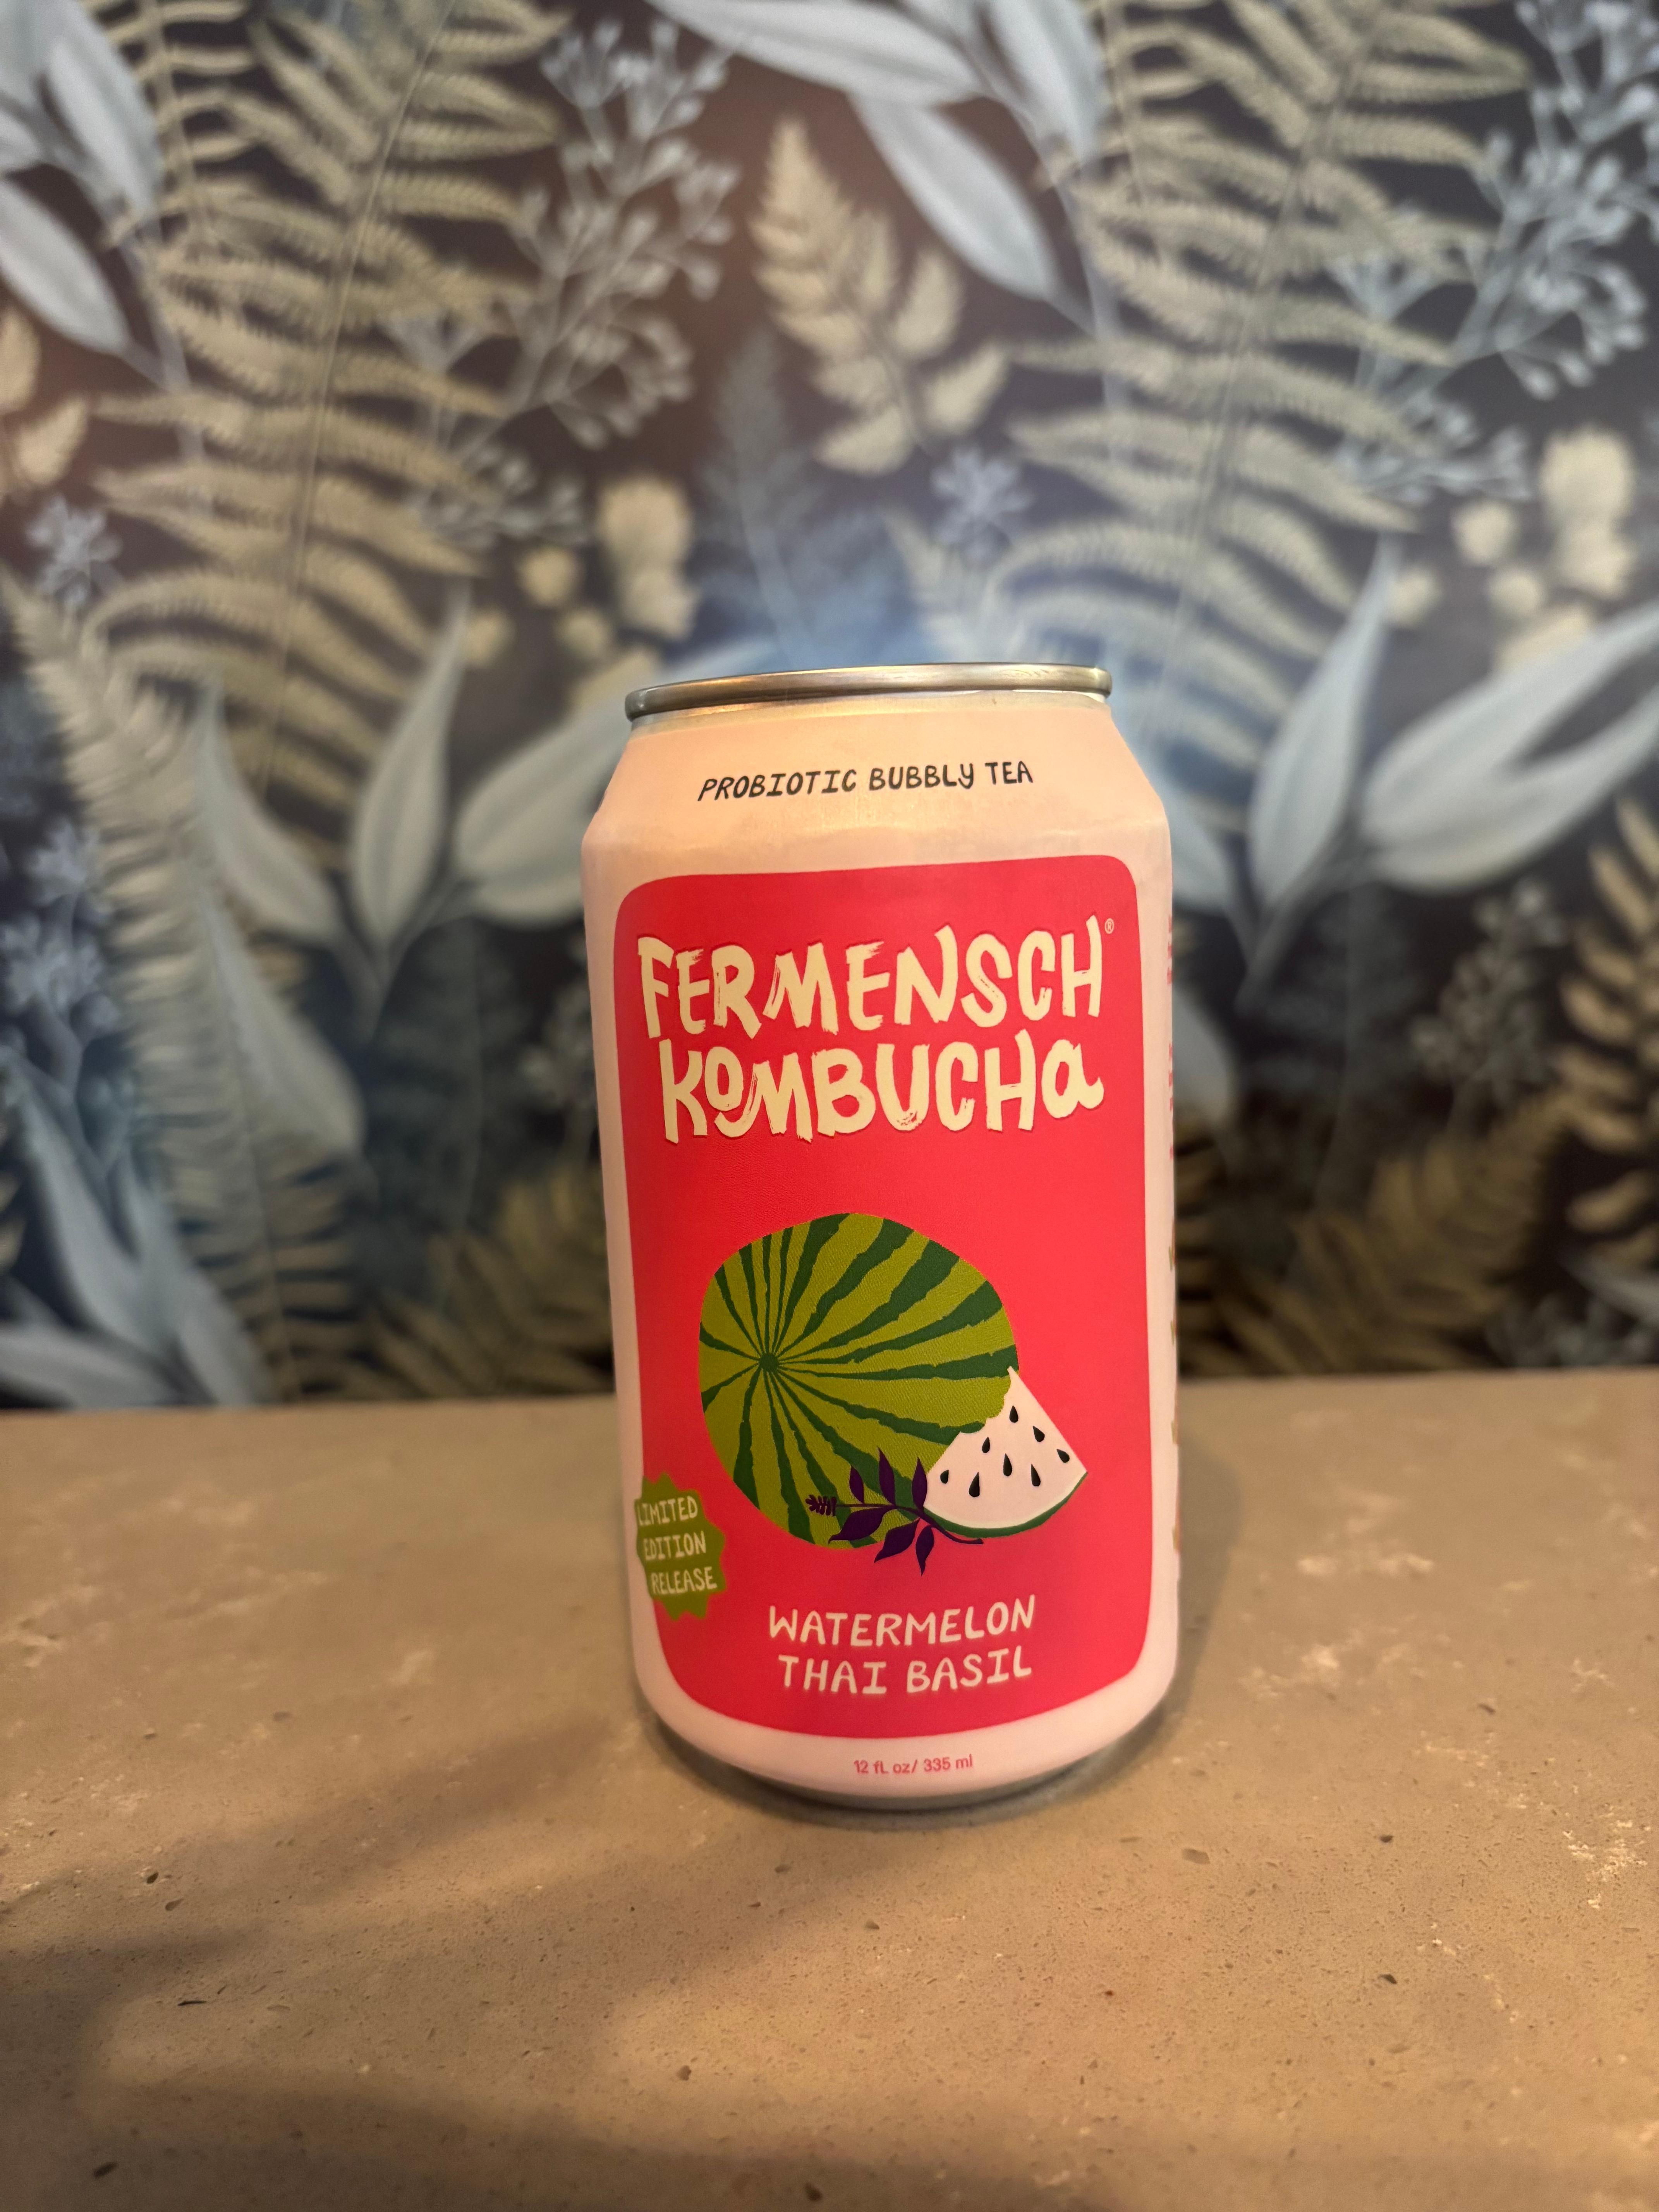 PROBIOTIC BUBBLY TEA
FERMENSCH®
KOMBUCHA
LIMITED
EDITION
RELEASE
WATERMELON
THAI BASIL
12 fl oz/ 335 ml